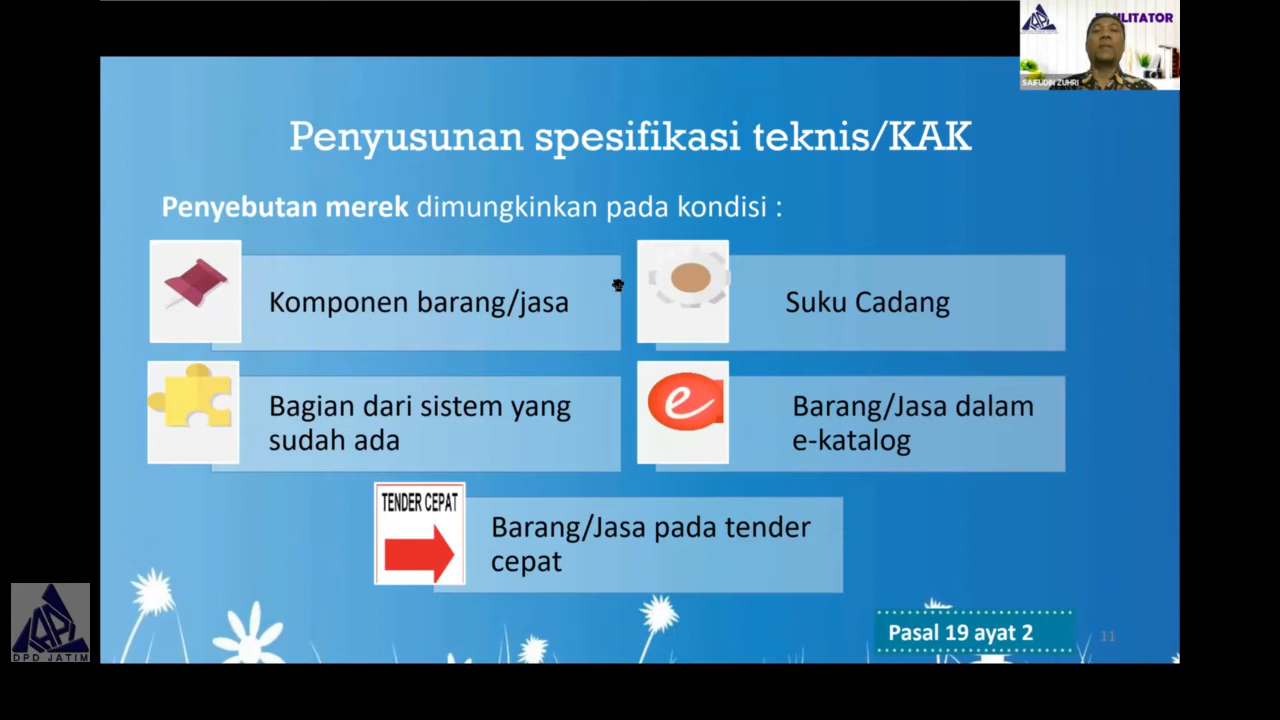 FASILITATOR
SAIFUDIN ZUHRI
Penyusunan spesifikasi teknis/KAK
Penyebutan merek dimungkinkan pada kondisi :
Komponen barang/jasa
Suku Cadang
Bagian dari sistem yang
sudah ada
e
Barang/Jasa dalam
e-katalog
TENDER CEPAT
Barang/Jasa pada tender
cepat
Pasal 19 ayat 2
11
DPD JATIM